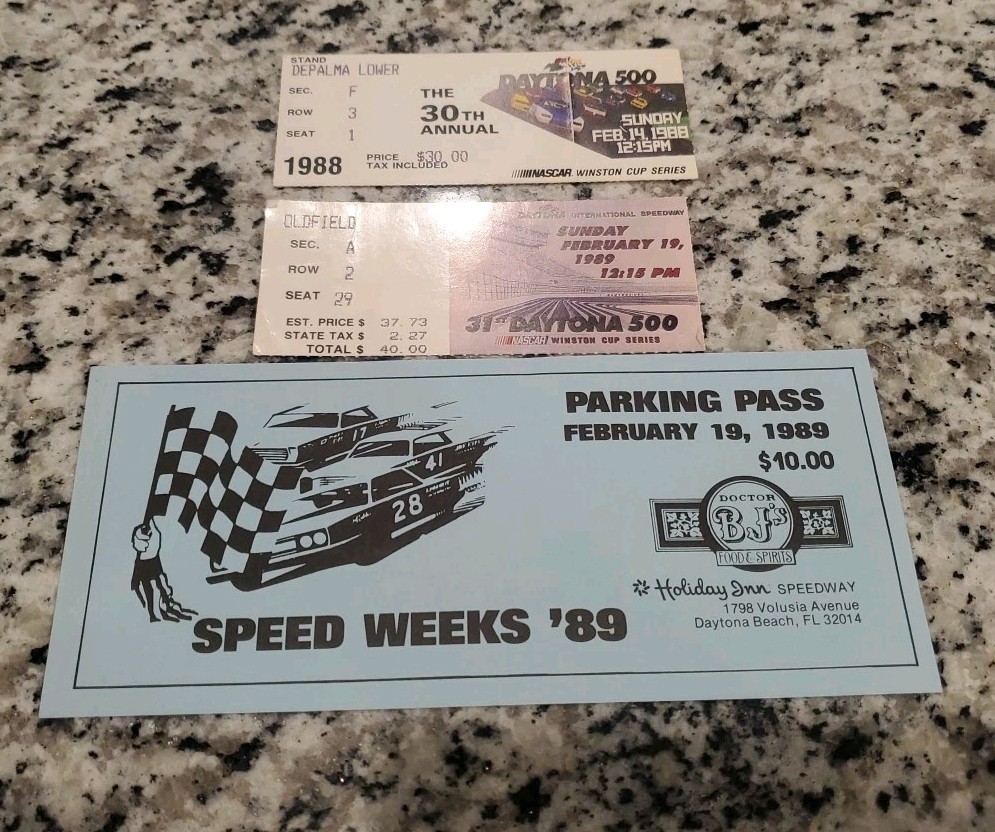 STAND
DEPALMA LOWER
SEC. F
ROW 3
SEAT 1
1988
THE
30TH
ANNUAL
PRICE $30.00
TAX INCLUDED
DAYTONA 500
SUNDAY
FEB. 14, 1988
12:15PM
NASCAR WINSTON CUP SERIES
OLDFIELD
SEC. A
ROW 2
SEAT 29
EST. PRICE $ 37.73
STATE TAX $ 2.27
TOTAL $ 40.00
DAYTONA INTERNATIONAL SPEEDWAY
SUNDAY
FEBRUARY 19,
1989
12:15 PM
31ST DAYTONA 500
NASCAR WINSTON CUP SERIES
PARKING PASS
FEBRUARY 19, 1989
$10.00
17
41
28
DOCTOR
BJ's
FOOD & SPIRITS
Holiday Inn SPEEDWAY
1798 Volusia Avenue
Daytona Beach, FL 32014
SPEED WEEKS '89